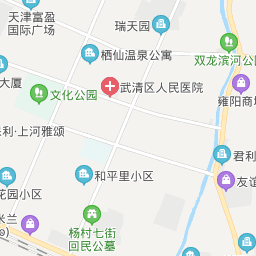 天津富盈
国际广场
瑞天园
栖仙温泉公寓
双龙滨河公
大厦
武清区人民医院
文化公园
雍阳商场
利·上河雅颂
君利
和平里小区
友谊
花园小区
米兰
杨村七街
回民公墓